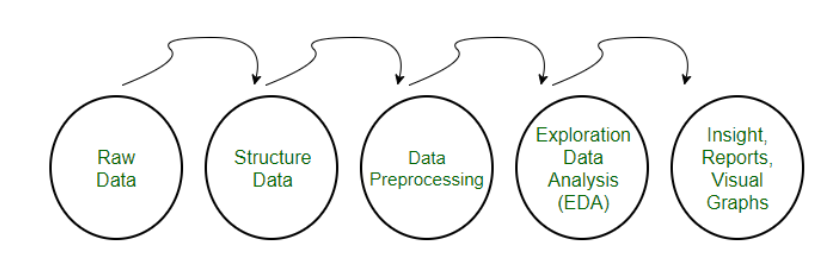 Raw
Data
Structure
Data
Data
Preprocessing
Exploration
Data
Analysis
(EDA)
Insight,
Reports,
Visual
Graphs